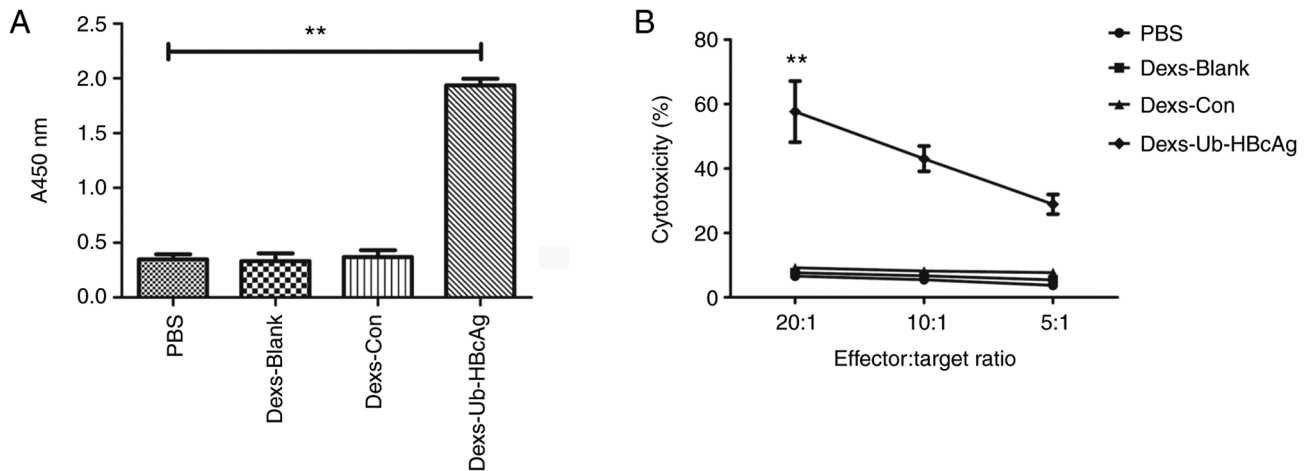 A
2.5
2.0
2.0
1.0
0.5
0.0
A450 nm
**
PBS
Dexs-Blank
Dexs-Con
Dexs-Ub-HBcAg
B
80
60
40
20
0
Cytotoxicity (%)
**
20:1
10:1
5:1
Effector:target ratio
PBS
Dexs-Blank
Dexs-Con
Dexs-Ub-HBcAg